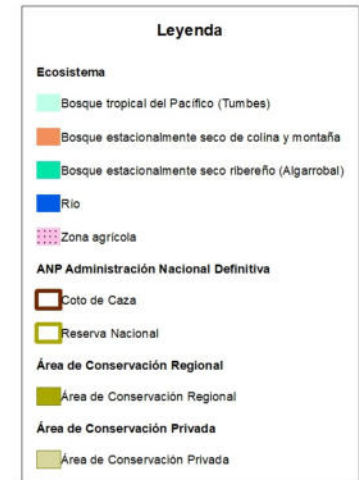 Leyenda
Ecosistema
Bosque tropical del Pacífico (Tumbes)
Bosque estacionalmente seco de colina y montaña
Bosque estacionalmente seco ribereño (Algarrobal)
Río
Zona agrícola
ANP Administración Nacional Definitiva
Coto de Caza
Reserva Nacional
Área de Conservación Regional
Área de Conservación Regional
Área de Conservación Privada
Área de Conservación Privada